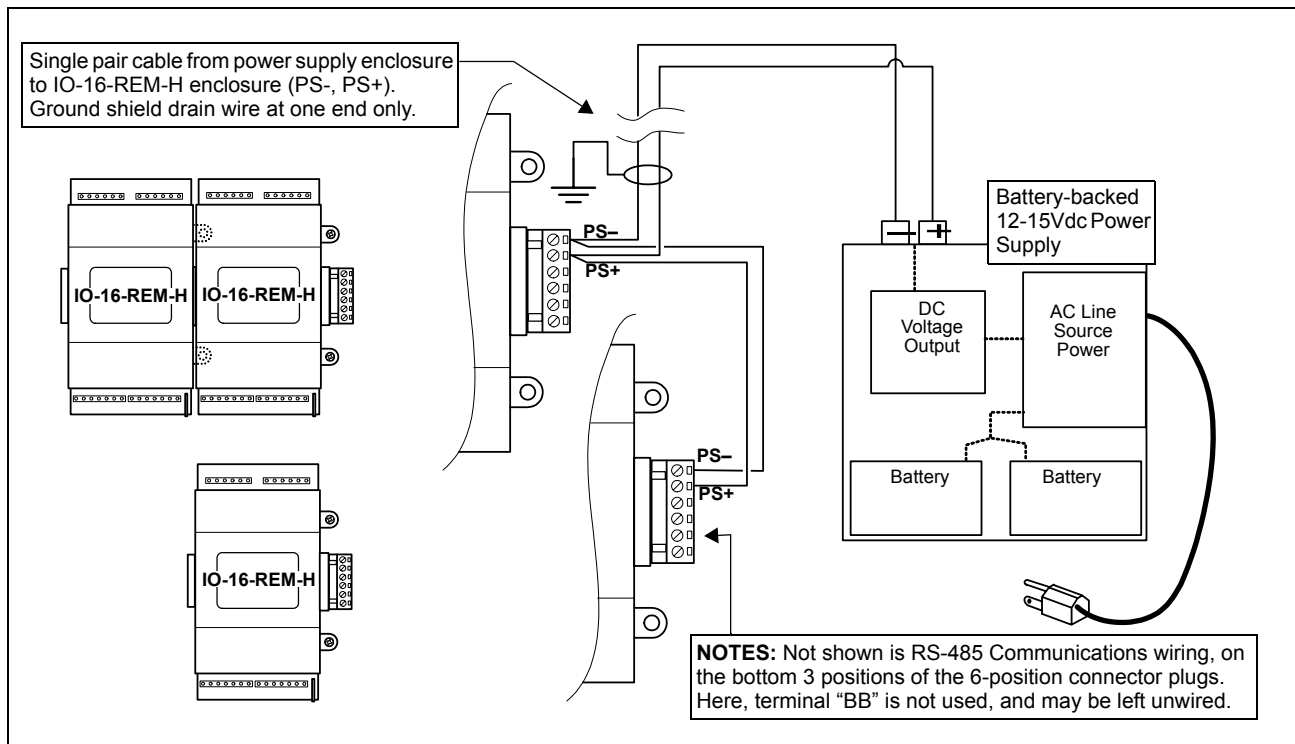 Single pair cable from power supply enclosure
to IO-16-REM-H enclosure (PS-, PS+).
Ground shield drain wire at one end only.
Battery-backed
12-15Vdc Power
Supply
PS–
PS+
IO-16-REM-H
IO-16-REM-H
DC
Voltage
Output
AC Line
Source
Power
PS–
PS+
Battery
Battery
IO-16-REM-H
NOTES: Not shown is RS-485 Communications wiring, on
the bottom 3 positions of the 6-position connector plugs.
Here, terminal “BB” is not used, and may be left unwired.